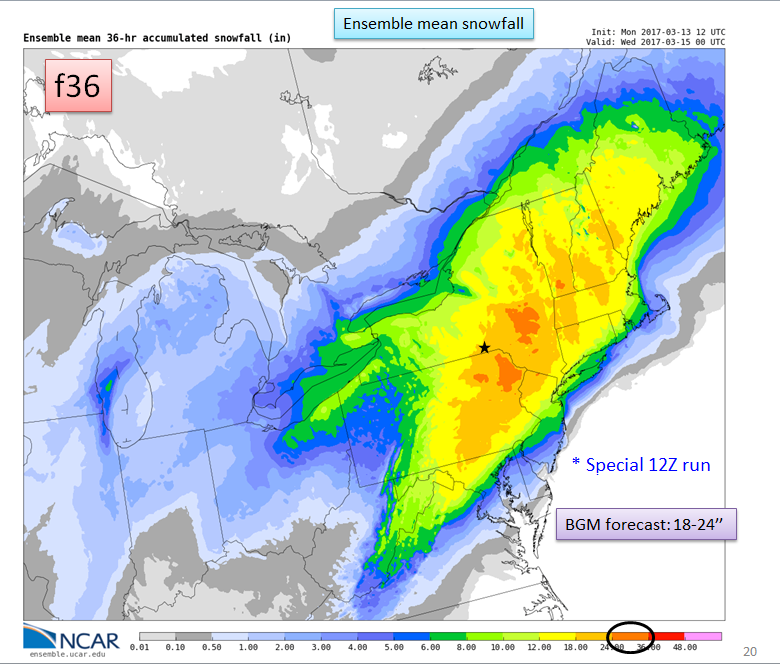 Ensemble mean snowfall
Ensemble mean 36-hr accumulated snowfall (in)
Init: Mon 2017-03-13 12 UTC
Valid: Wed 2017-03-15 00 UTC
f36
* Special 12Z run
BGM forecast: 18-24”
NCAR
ensemble.ucar.edu
0.01 0.10 0.50 1.00 2.00 3.00 4.00 5.00 6.00 8.00 10.00 12.00 18.00 24.00 36.00 48.00
20